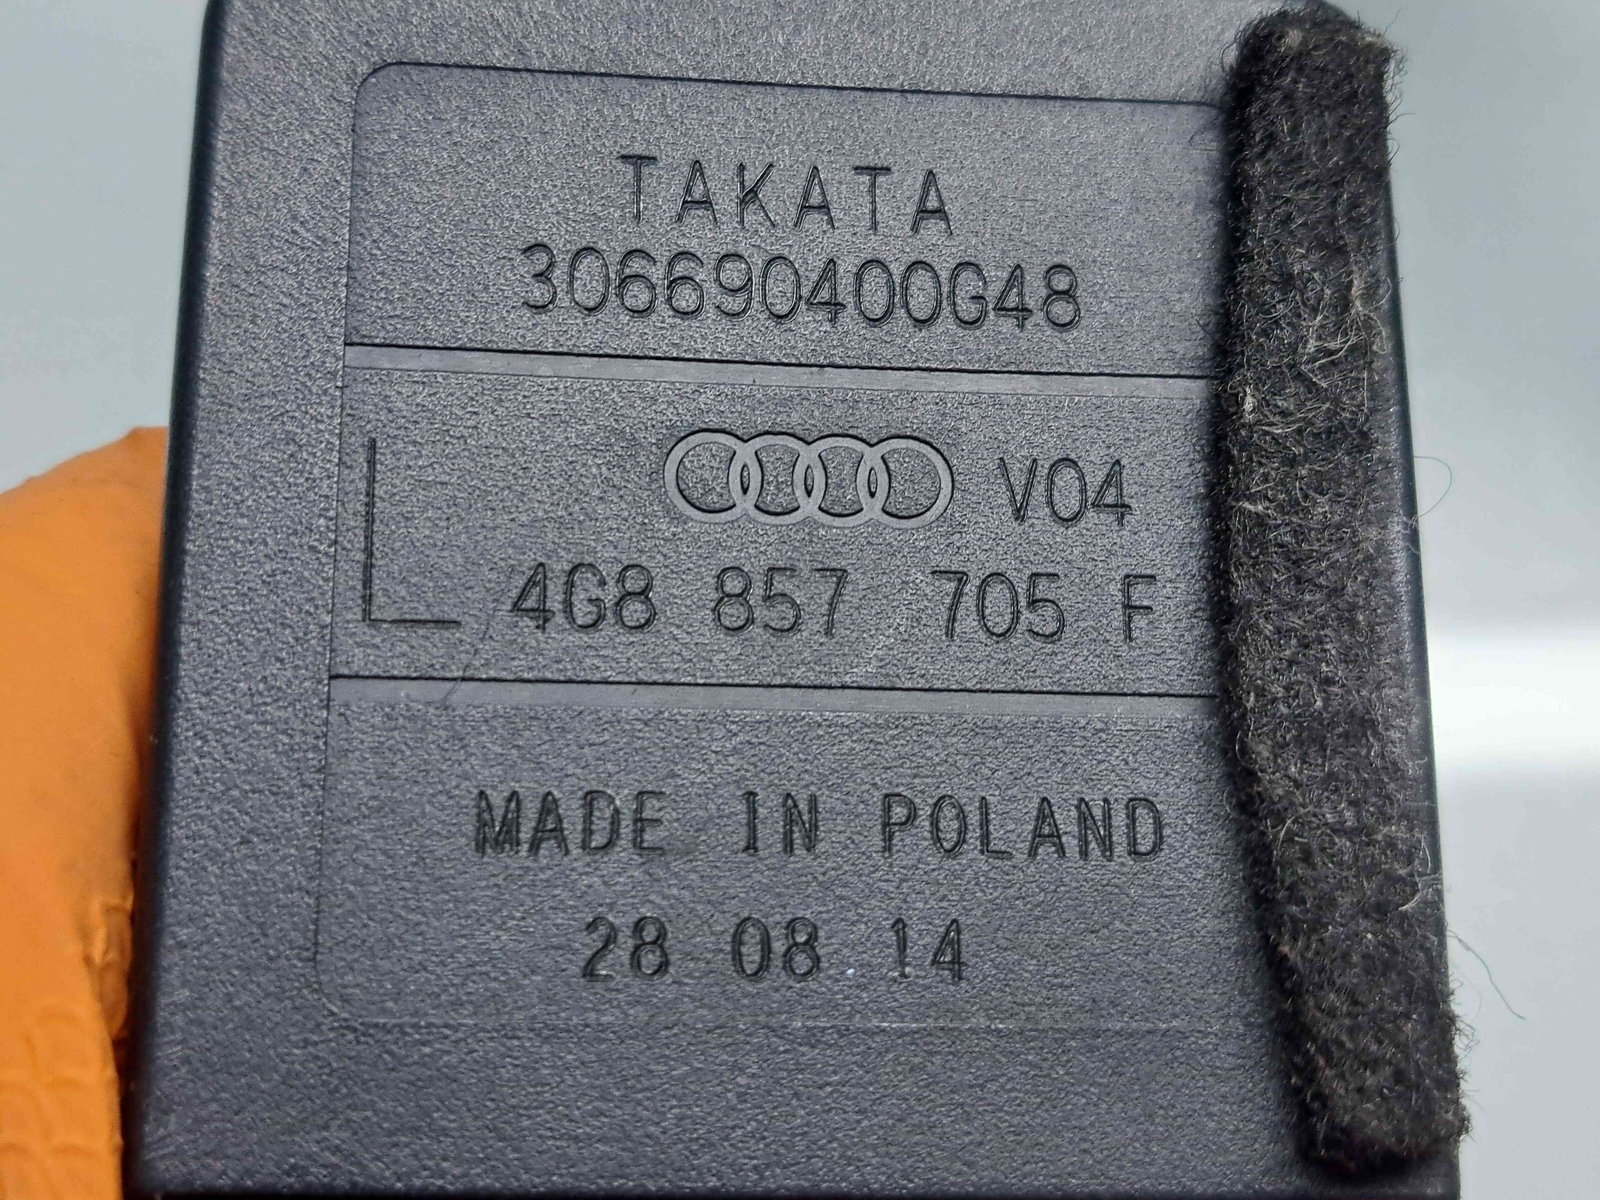 TAKATA
306690400G48
V04
L 4G8 857 705 F
MADE IN POLAND
28 08 14